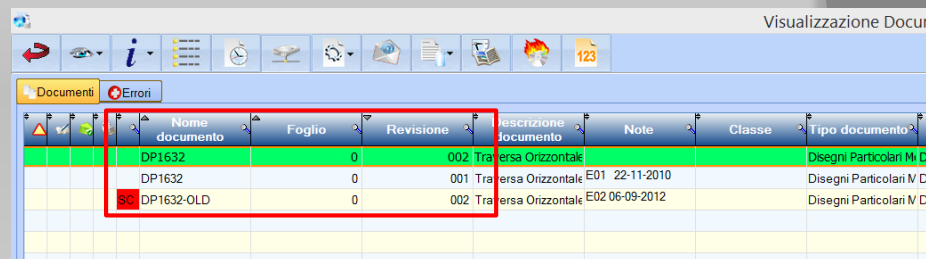 Visualizzazione Docu
i
123
Documenti Errori
Nome documento Foglio Revisione Descrizione documento Note Classe Tipo documento
DP1632 0 002 Traversa Orizzontale Disegni Particolari M D
DP1632 0 001 Traversa Orizzontale E01 22-11-2010 Disegni Particolari M D
SC DP1632-OLD 0 002 Traversa Orizzontale E02 06-09-2012 Disegni Particolari M D